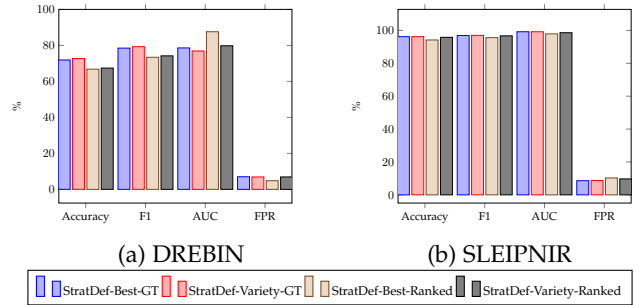 100
80
60
40
20
0
%
Accuracy F1 AUC FPR
(a) DREBIN
100
80
60
40
20
0
%
Accuracy F1 AUC FPR
(b) SLEIPNIR
StratDef-Best-GT StratDef-Variety-GT StratDef-Best-Ranked StratDef-Variety-Ranked